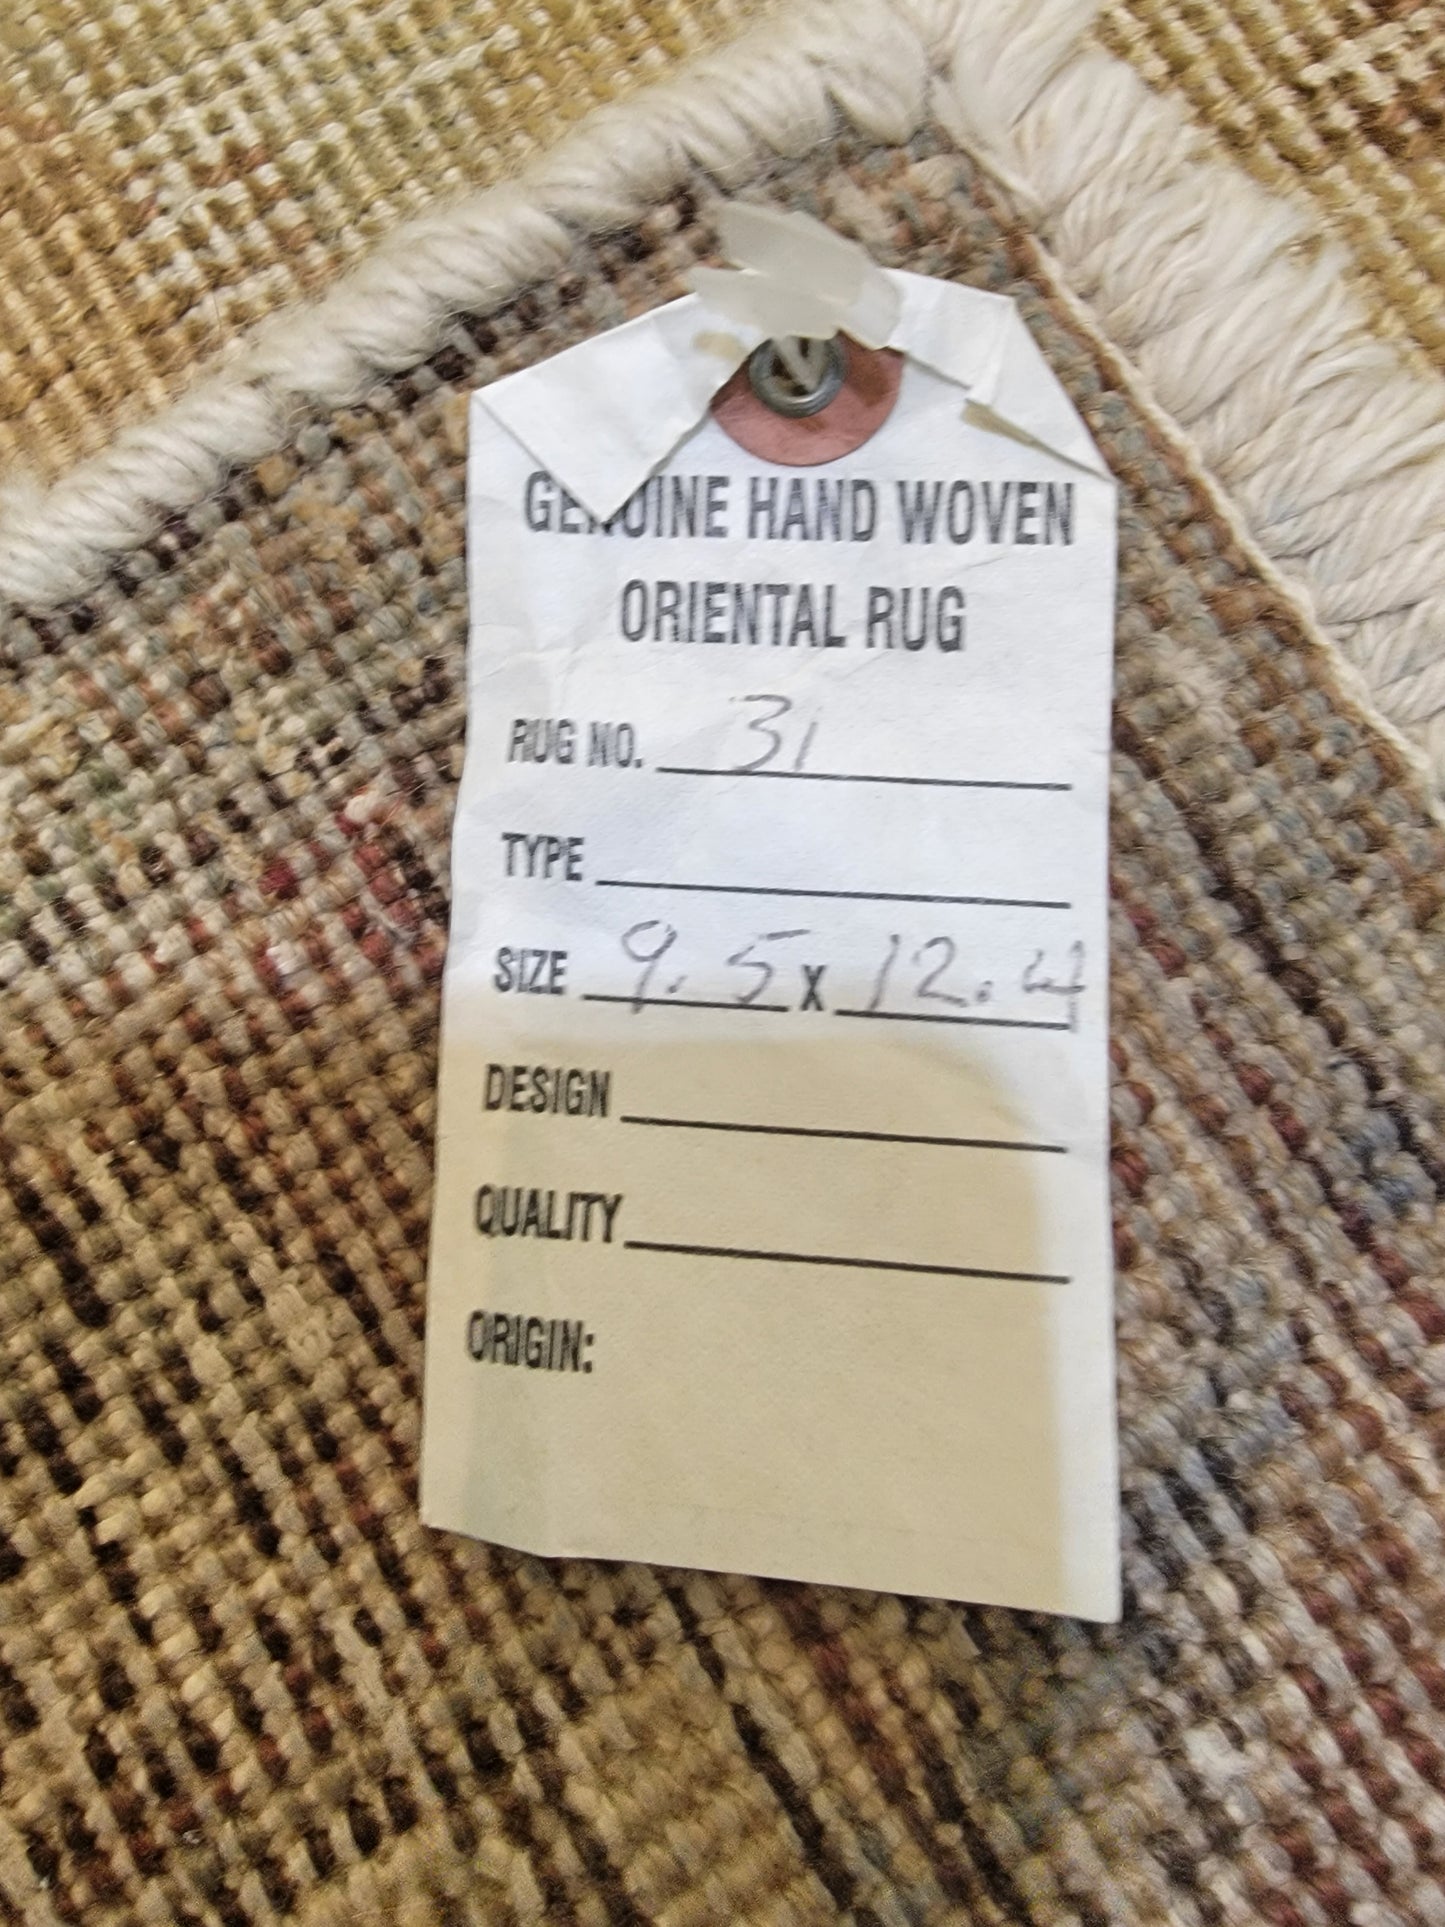 GENUINE HAND WOVEN
ORIENTAL RUG
RUG NO. 31
TYPE
SIZE 9.5 x 12.4
DESIGN
QUALITY
ORIGIN: